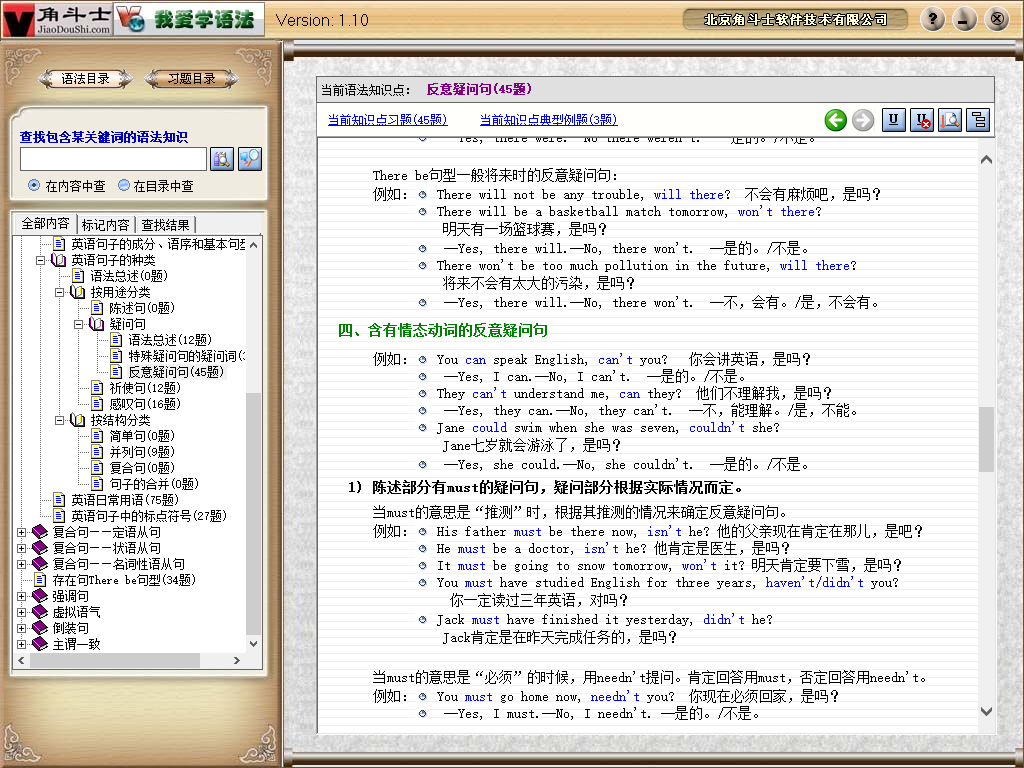 角斗士
JiaoDouShi.com
我爱学语法
Version: 1.10
北京角斗士软件技术有限公司
语法目录
习题目录
查找包含某关键词的语法知识
在内容中查
在目录中查
全部内容
标记内容
查找结果
英语句子的成分、语序和基本句型
英语句子的种类
语法总述(0题)
按用途分类
陈述句(0题)
疑问句
语法总述(12题)
特殊疑问句的疑问词(
反意疑问句(45题)
祈使句(12题)
感叹句(16题)
按结构分类
简单句(0题)
并列句(9题)
复合句(0题)
句子的合并(0题)
英语日常用语(75题)
英语句子中的标点符号(27题)
复合句——定语从句
复合句——状语从句
复合句——名词性语从句
存在句There be句型(34题)
强调句
虚拟语气
倒装句
主谓一致
当前语法知识点: 反意疑问句(45题)
当前知识点习题(45题)
当前知识点典型例题(3题)
—Yes, there were.—No there weren't. —是的。/不是。
There be句型一般将来时的反意疑问句:
例如: There will not be any trouble, will there? 不会有麻烦吧，是吗?
There will be a basketball match tomorrow, won't there?
明天有一场篮球赛，是吗?
—Yes, there will.—No, there won't. —是的。/不是。
There won't be too much pollution in the future, will there?
将来不会有太大的污染，是吗?
—Yes, there will.—No, there won't. —不，会有。/是，不会有。
四、含有情态动词的反意疑问句
例如: You can speak English, can't you? 你会讲英语，是吗?
—Yes, I can.—No, I can't. —是的。/不是。
They can't understand me, can they? 他们不理解我，是吗?
—Yes, they can.—No, they can't. —不，能理解。/是，不能。
Jane could swim when she was seven, couldn't she?
Jane七岁就会游泳了，是吗?
—Yes, she could.—No, she couldn't. —是的。/不是。
1) 陈述部分有must的疑问句，疑问部分根据实际情况而定。
当must的意思是“推测”时，根据其推测的情况来确定反意疑问句。
例如: His father must be there now, isn't he? 他的父亲现在肯定在那儿，是吧?
He must be a doctor, isn't he? 他肯定是医生，是吗?
It must be going to snow tomorrow, won't it? 明天肯定要下雪，是吗?
You must have studied English for three years, haven't/didn't you?
你一定读过三年英语，对吗?
Jack must have finished it yesterday, didn't he?
Jack肯定是在昨天完成任务的，是吗?
当must的意思是“必须”的时候，用needn't提问。肯定回答用must，否定回答用needn't。
例如: You must go home now, needn't you? 你现在必须回家，是吗?
—Yes, I must.—No, I needn't. —是的。/不是。